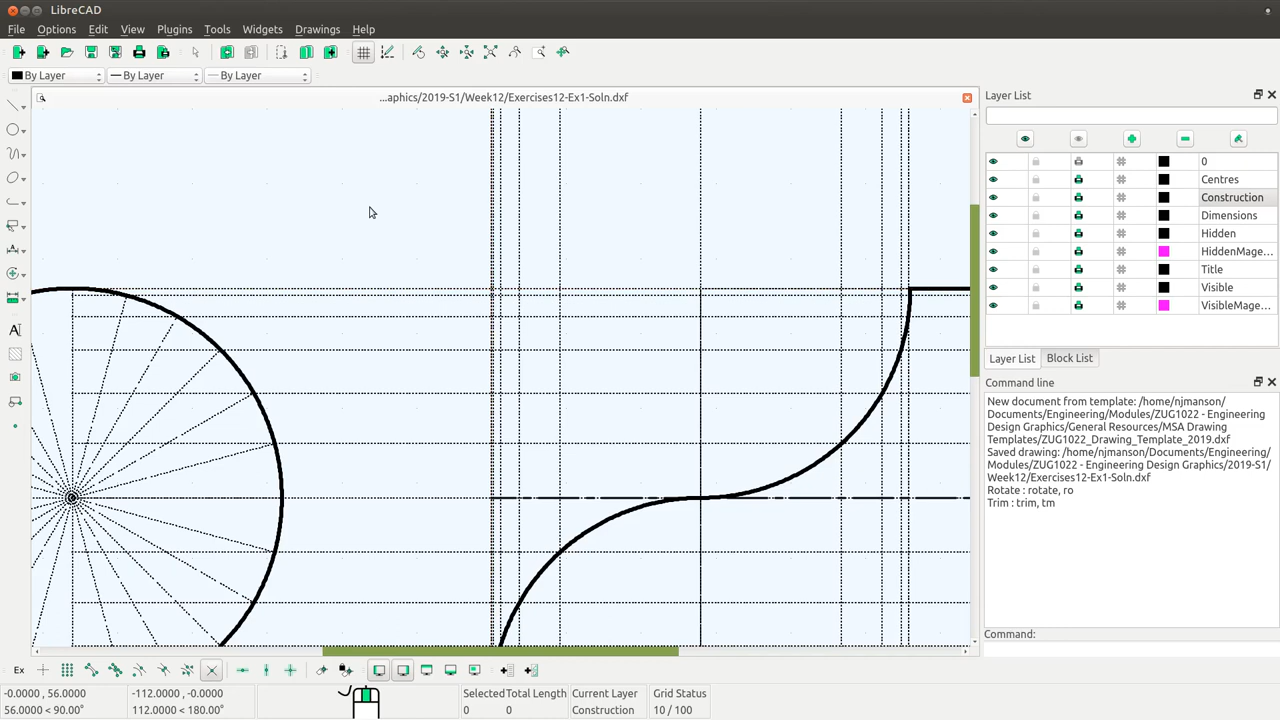 LibreCAD
File Options Edit View Plugins Tools Widgets Drawings Help
By Layer By Layer By Layer
...aphics/2019-S1/Week12/Exercises12-Ex1-Soln.dxf
Layer List
0
Centres
Construction
Dimensions
Hidden
HiddenMage...
Title
Visible
VisibleMage...
Layer List Block List
Command line
New document from template: /home/njmanson/
Documents/Engineering/Modules/ZUG1022 - Engineering
Design Graphics/General Resources/MSA Drawing
Templates/ZUG1022_Drawing_Template_2019.dxf
Saved drawing: /home/njmanson/Documents/Engineering/
Modules/ZUG1022 - Engineering Design Graphics/2019-S1/
Week12/Exercises12-Ex1-Soln.dxf
Rotate : rotate, ro
Trim : trim, tm
Command:
A
Ex
-0.0000 , 56.0000 -112.0000 , -0.0000 Selected Total Length Current Layer Grid Status
56.0000 < 90.00° 112.0000 < 180.00° 0 0 Construction 10 / 100